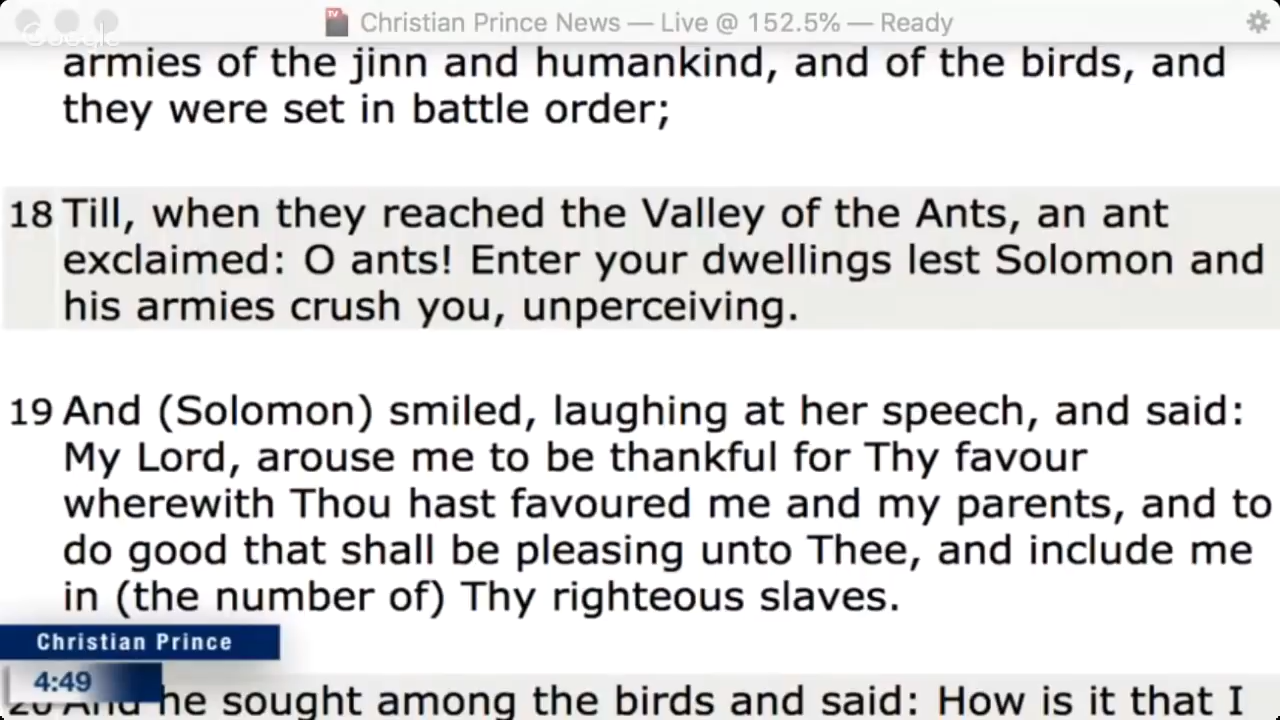 Christian Prince News — Live @ 152.5% — Ready
Google
armies of the jinn and humankind, and of the birds, and
they were set in battle order;
18 Till, when they reached the Valley of the Ants, an ant
exclaimed: O ants! Enter your dwellings lest Solomon and
his armies crush you, unperceiving.
19 And (Solomon) smiled, laughing at her speech, and said:
My Lord, arouse me to be thankful for Thy favour
wherewith Thou hast favoured me and my parents, and to
do good that shall be pleasing unto Thee, and include me
in (the number of) Thy righteous slaves.
Christian Prince
4:49
20 And he sought among the birds and said: How is it that I